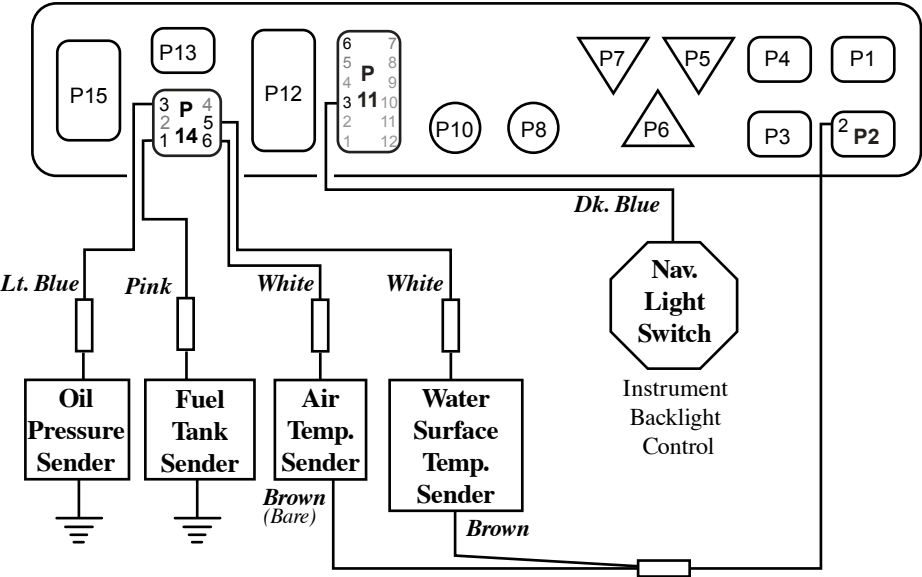 P15
P13
3
P
4
2
14
5
1
6
P12
6
7
5
8
P
4
9
3
11
10
2
11
1
12
P10
P8
P7
P5
P6
P4
P1
P3
2
P2
Dk. Blue
Lt. Blue
Pink
White
White
Nav.
Light
Switch
Instrument
Backlight
Control
Oil
Pressure
Sender
Fuel
Tank
Sender
Air
Temp.
Sender
Water
Surface
Temp.
Sender
Brown
(Bare)
Brown